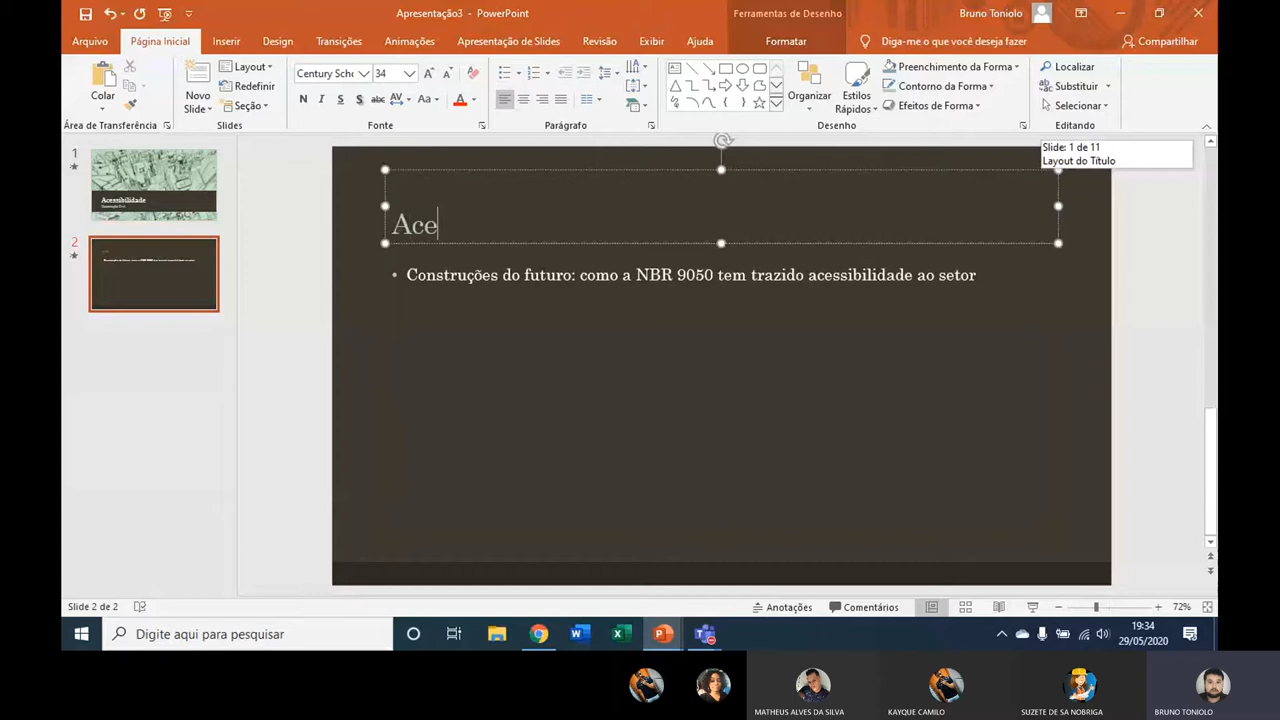 Apresentação3 - PowerPoint
Ferramentas de Desenho
Bruno Toniolo
Arquivo
Página Inicial
Inserir
Design
Transições
Animações
Apresentação de Slides
Revisão
Exibir
Ajuda
Formatar
Diga-me o que você deseja fazer
Compartilhar
Colar
Novo
Slide
Layout
Redefinir
Seção
Century Scho
34
Organizar
Estilos
Rápidos
Preenchimento da Forma
Contorno da Forma
Efeitos de Forma
Localizar
Substituir
Selecionar
Área de Transferência
Slides
Fonte
Parágrafo
Desenho
Editando
Slide: 1 de 11
Layout do Título
1
Acessibilidade
2
Ace
Construções do futuro: como a NBR 9050 tem trazido acessibilidade ao setor
Slide 2 de 2
Anotações
Comentários
72%
Digite aqui para pesquisar
19:34
29/05/2020
MATHEUS ALVES DA SILVA
KAYQUE CAMILO
SUZETE DE SA NOBRIGA
BRUNO TONIOLO